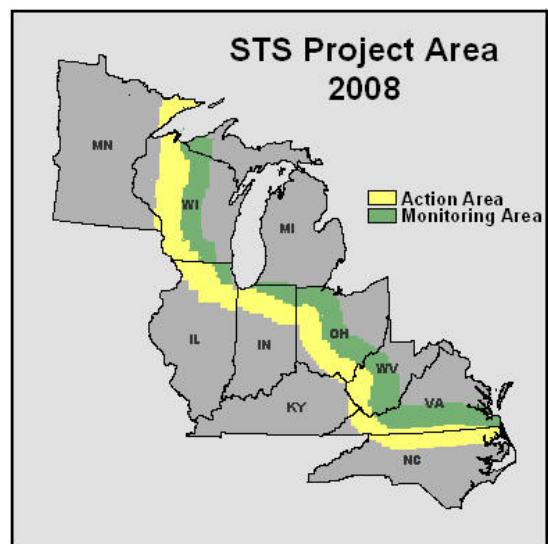 STS Project Area
2008
MN
WI
MI
Action Area
Monitoring Area
IL
IN
OH
WV
KY
VA
NC